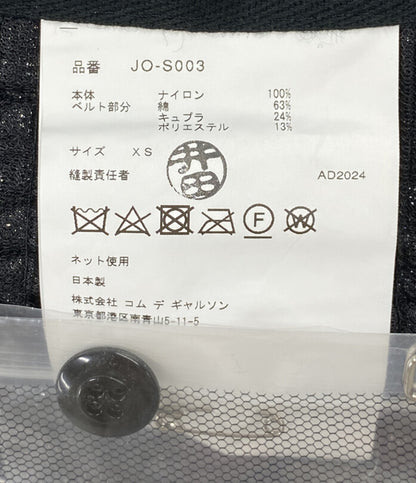 品番 JO-S003
本体 ナイロン 100%
ベルト部分 綿 63%
キュプラ 24%
ポリエステル 13%
サイズ XS
縫製責任者 井田 AD2024
F W
ネット使用
日本製
株式会社 コム デ ギャルソン
東京都港区南青山5-11-5